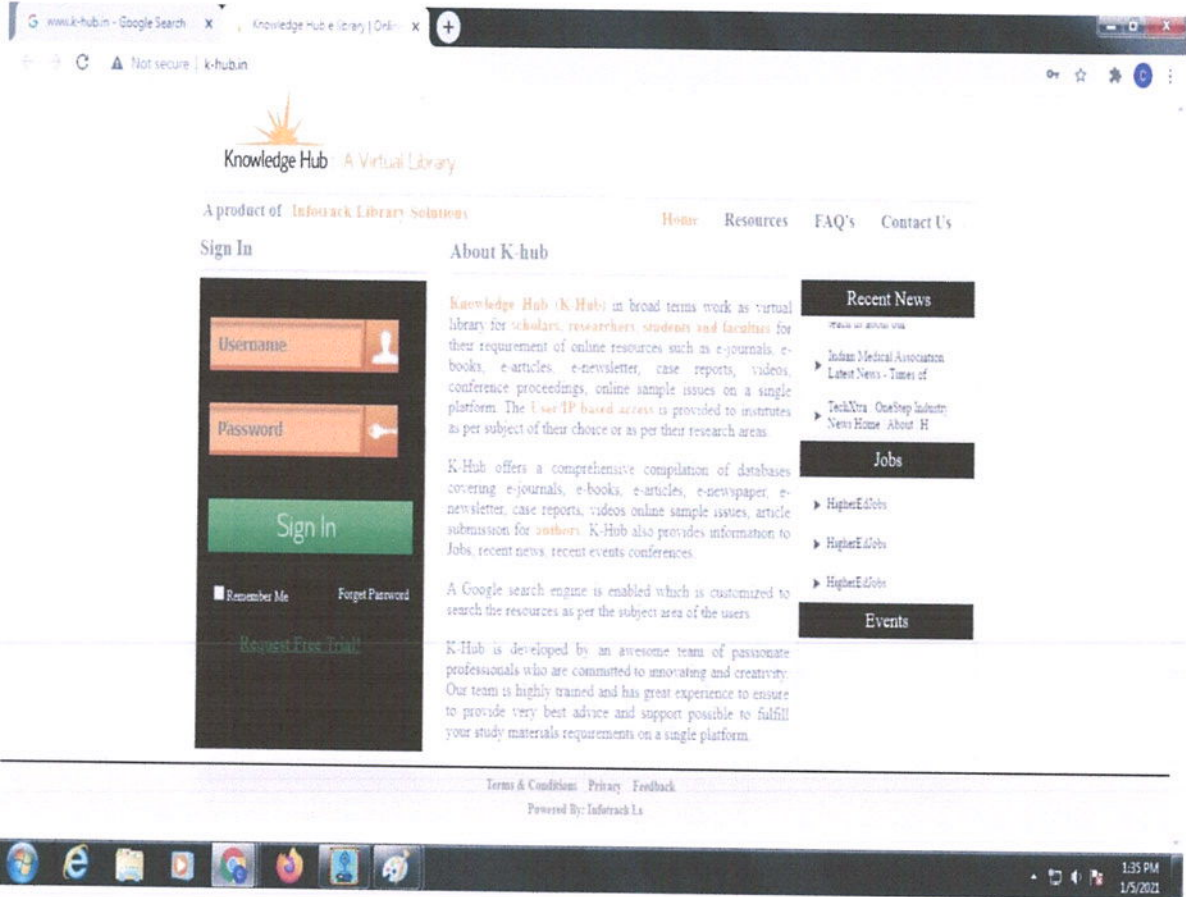 www.k-hub.in - Google Search
Knowledge Hub e library | Onlin
Not secure | k-hub.in
Knowledge Hub : A Virtual Library
A product of Infotrack Library Solutions
Home Resources FAQ's Contact Us
Sign In
Username
Password
Sign In
Remember Me Forget Password
Request Free Trial!
About K-hub
Knowledge Hub (K-Hub) in broad terms work as virtual
library for scholars, researchers, students and faculties for
their requirement of online resources such as e-journals, e-
books, e-articles, e-newsletter, case reports, videos,
conference proceedings, online sample issues on a single
platform. The User/IP based access is provided to institutes
as per subject of their choice or as per their research areas.
K-Hub offers a comprehensive compilation of databases
covering e-journals, e-books, e-articles, e-newspaper, e-
newsletter, case reports, videos online sample issues, article
submission for authors. K-Hub also provides information to
Jobs, recent news, recent events conferences.
A Google search engine is enabled which is customized to
search the resources as per the subject area of the users.
K-Hub is developed by an awesome team of passionate
professionals who are committed to innovating and creativity.
Our team is highly trained and has great experience to ensure
to provide very best advice and support possible to fulfill
your study materials requirements on a single platform.
Recent News
Indian Medical Association
Latest News - Times of
TechXtra : OneStep Industry
News Home | About | H
Jobs
HigherEdJobs
HigherEdJobs
HigherEdJobs
Events
Terms & Conditions Privacy Feedback
Powered By: Infotrack Ls
1:35 PM
1/5/2021